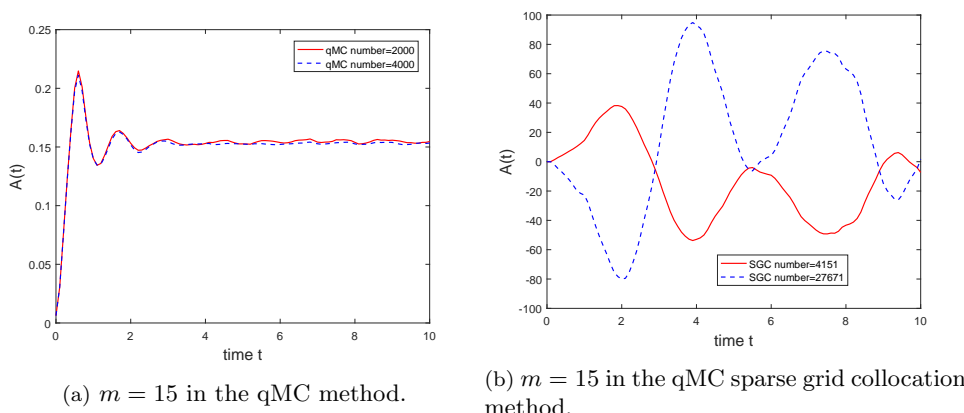 0.25
0.2
0.15
0.1
0.05
0
A(t)
0 2 4 6 8 10
time t
qMC number=2000
qMC number=4000
(a) m = 15 in the qMC method.
100
80
60
40
20
0
-20
-40
-60
-80
-100
A(t)
0 2 4 6 8 10
time t
SGC number=4151
SGC number=27671
(b) m = 15 in the qMC sparse grid collocation
method.